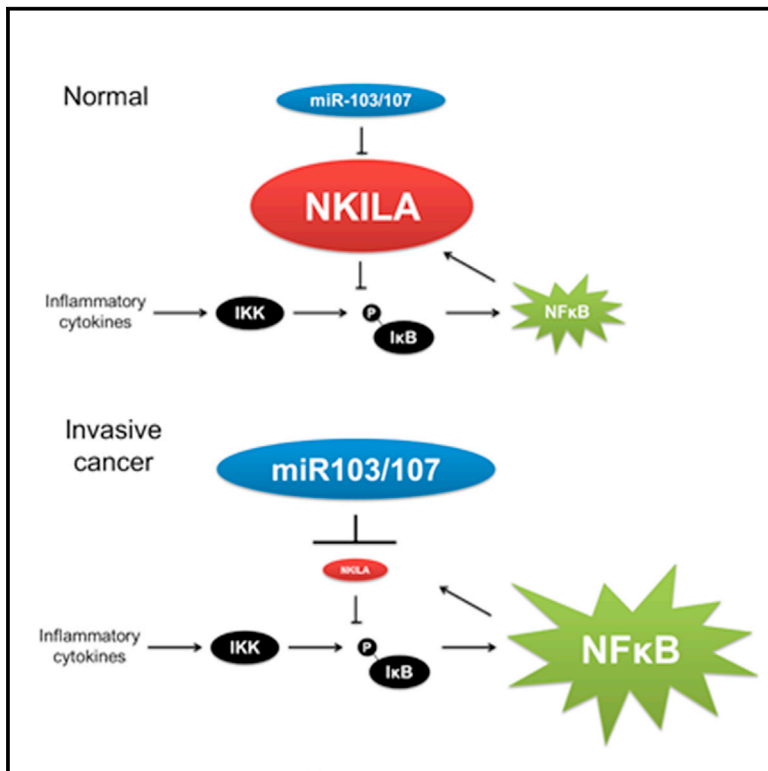 Normal
miR-103/107
NKILA
Inflammatory
cytokines
IKK
P
IκB
NFκB
Invasive
cancer
miR103/107
NKILA
Inflammatory
cytokines
IKK
P
IκB
NFκB